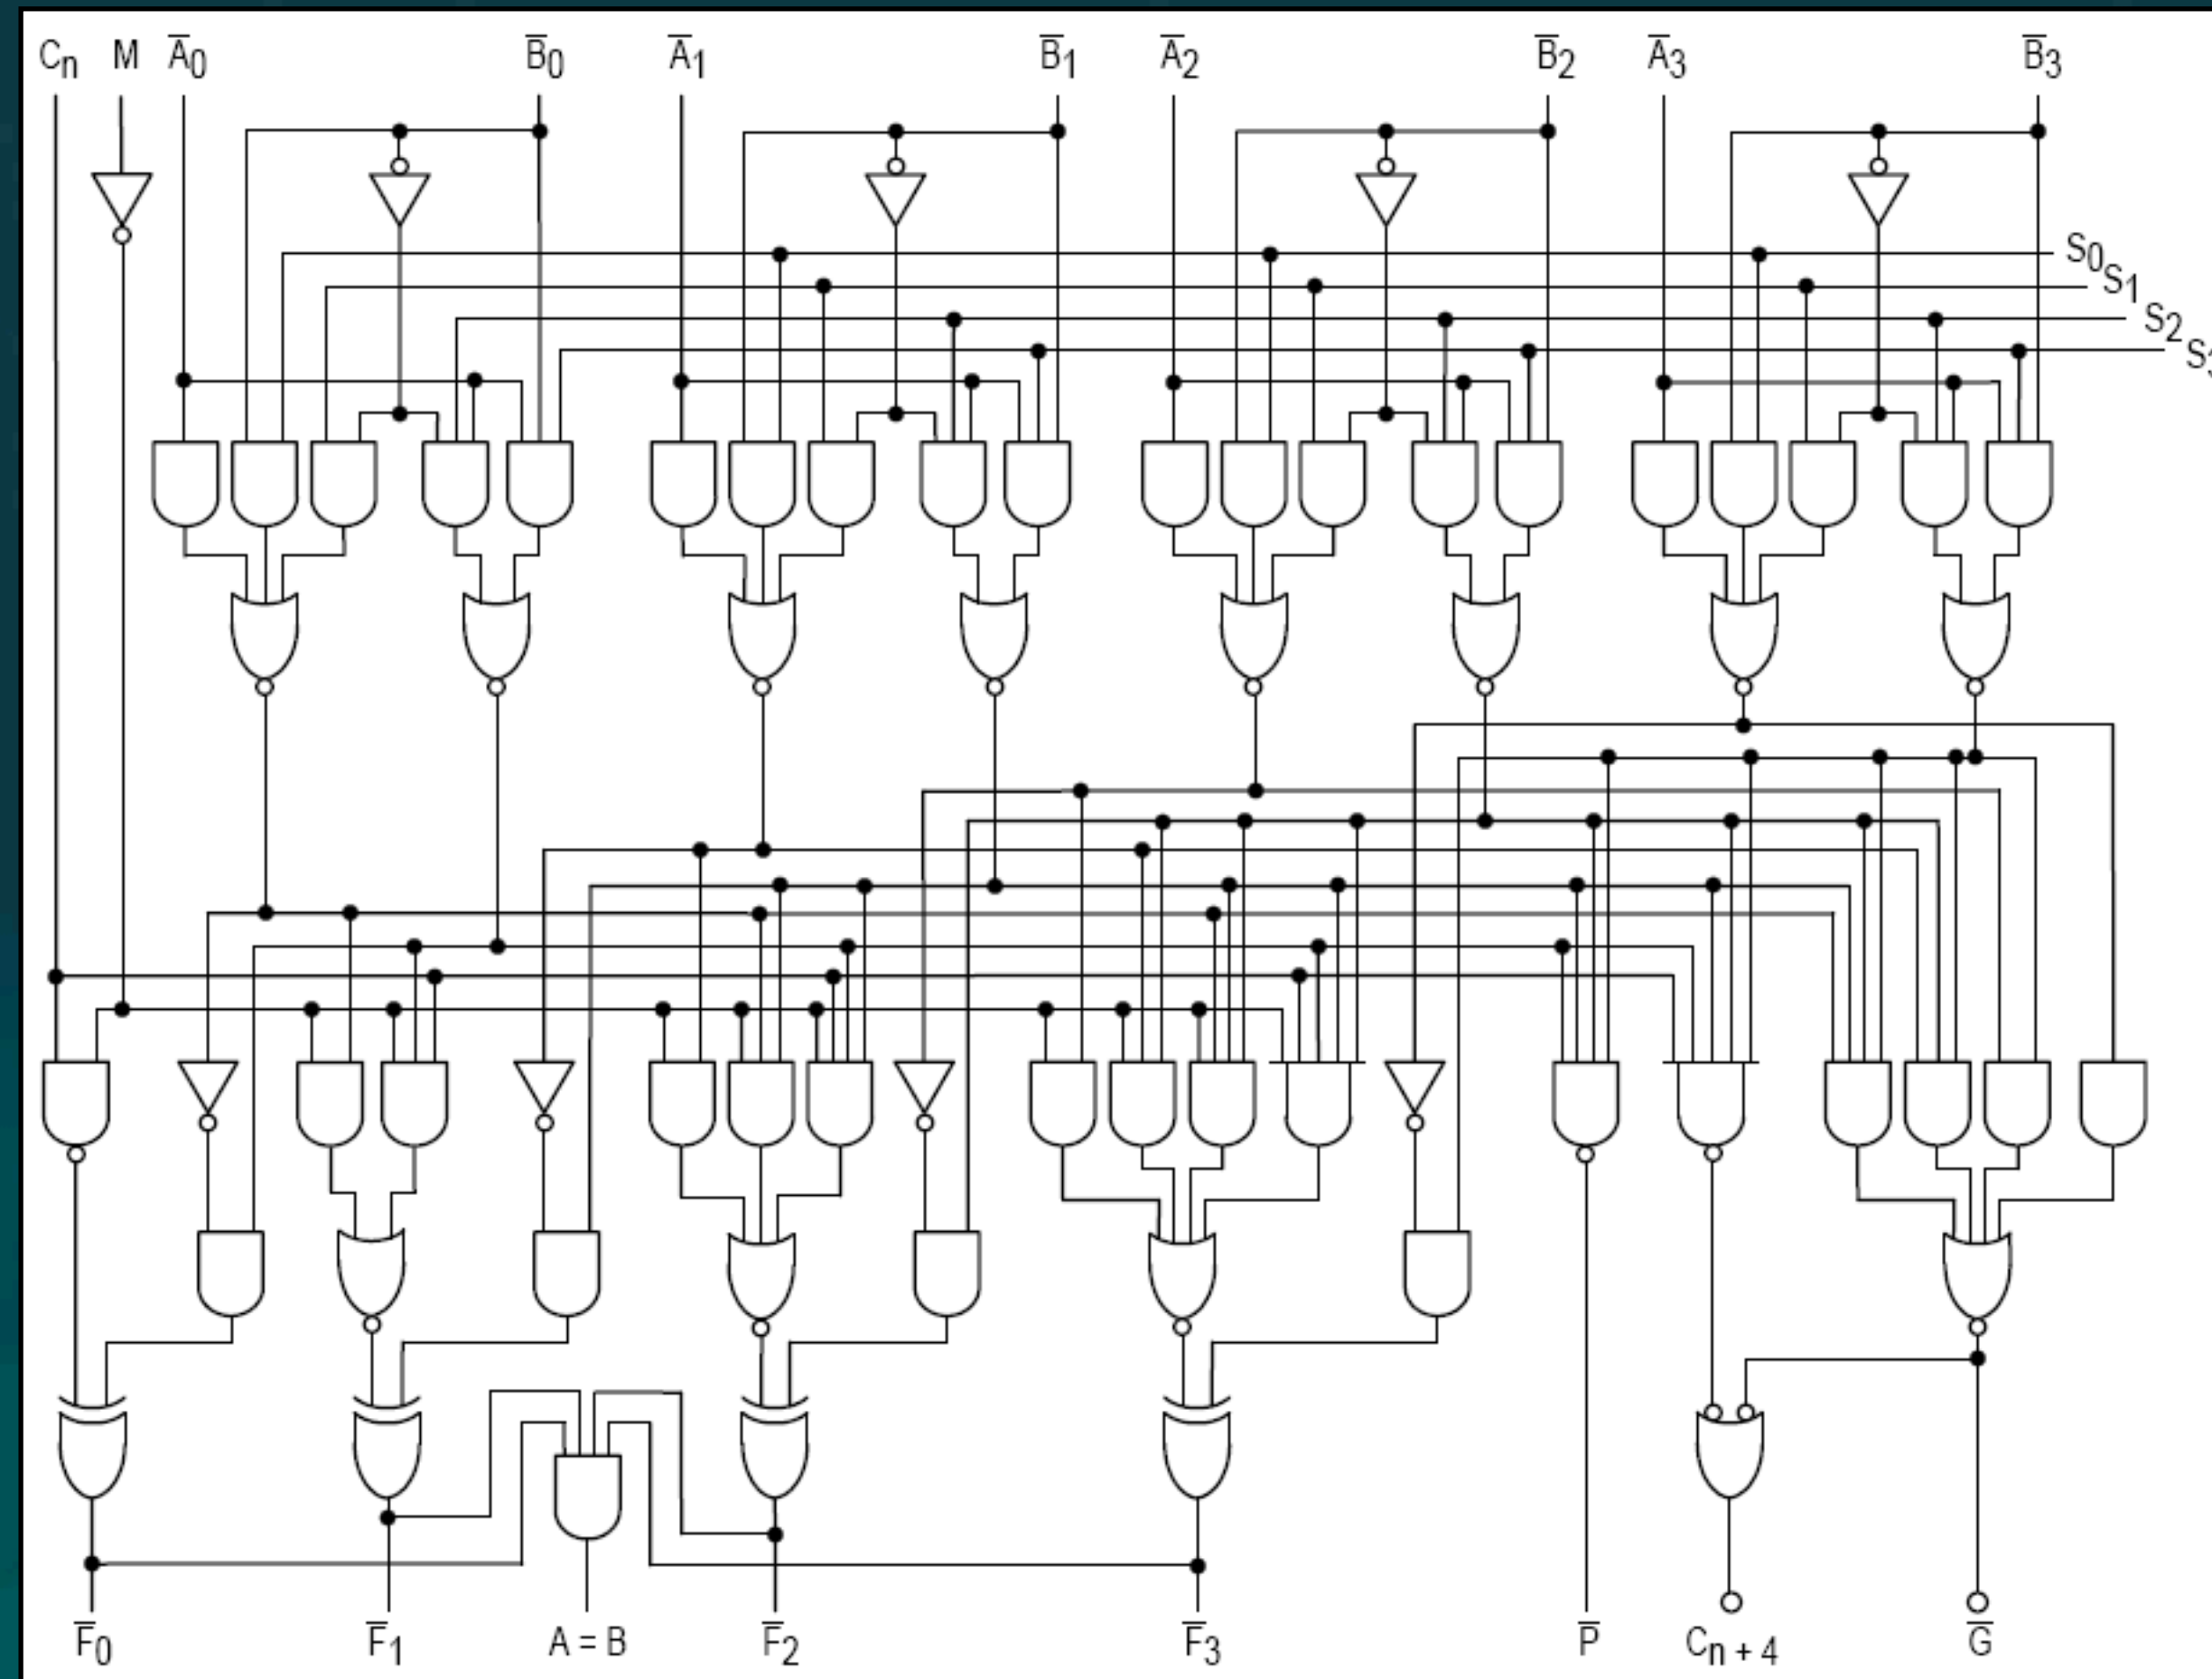 Cn M A̅0 B̅0 A̅1 B̅1 A̅2 B̅2 A̅3 B̅3
S0
S1
S2
F̅0 F̅1 A = B F̅2 F̅3 P̅ Cn + 4 G̅